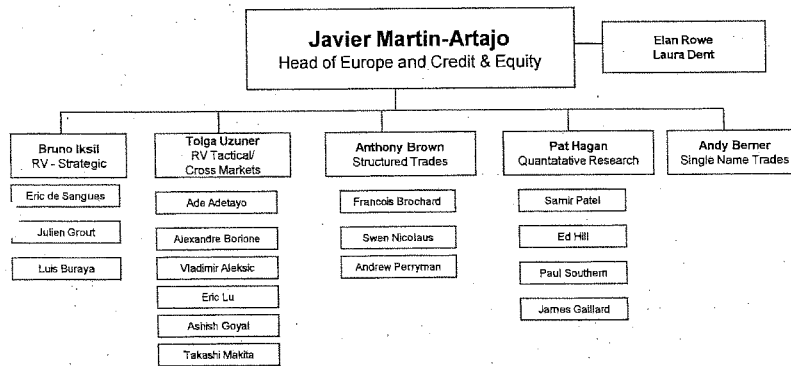 Javier Martin-Artajo
Head of Europe and Credit & Equity
Elan Rowe
Laura Dent
Bruno Iksil
RV - Strategic
Eric de Sangues
Julien Grout
Luis Buraya
Tolga Uzuner
RV Tactical/
Cross Markets
Ade Adetayo
Alexandre Borione
Vladimir Aleksic
Eric Lu
Ashish Goyal
Takashi Makita
Anthony Brown
Structured Trades
Francois Brochard
Swen Nicolaus
Andrew Perryman
Pat Hagan
Quantatative Research
Samir Patel
Ed Hill
Paul Southern
James Gaillard
Andy Berner
Single Name Trades